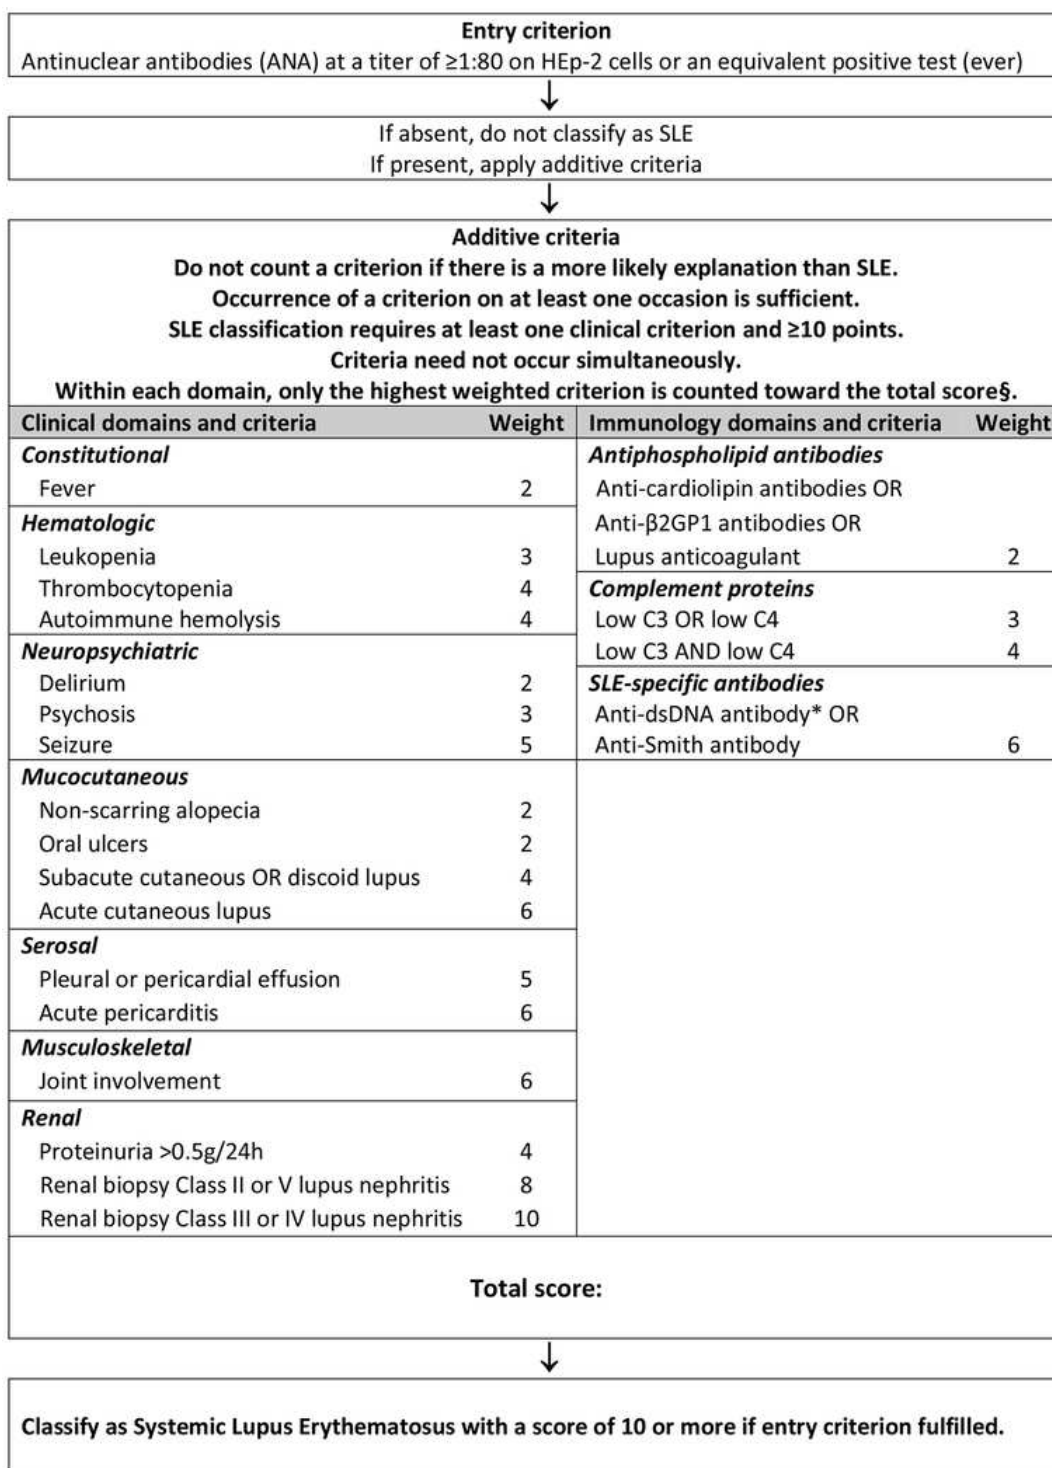 Entry criterion
Antinuclear antibodies (ANA) at a titer of ≥1:80 on HEp-2 cells or an equivalent positive test (ever)
↓
If absent, do not classify as SLE
If present, apply additive criteria
↓
Additive criteria
Do not count a criterion if there is a more likely explanation than SLE.
Occurrence of a criterion on at least one occasion is sufficient.
SLE classification requires at least one clinical criterion and ≥10 points.
Criteria need not occur simultaneously.
Within each domain, only the highest weighted criterion is counted toward the total score§.
Clinical domains and criteria Weight
Constitutional
Fever 2
Hematologic
Leukopenia 3
Thrombocytopenia 4
Autoimmune hemolysis 4
Neuropsychiatric
Delirium 2
Psychosis 3
Seizure 5
Mucocutaneous
Non-scarring alopecia 2
Oral ulcers 2
Subacute cutaneous OR discoid lupus 4
Acute cutaneous lupus 6
Serosal
Pleural or pericardial effusion 5
Acute pericarditis 6
Musculoskeletal
Joint involvement 6
Renal
Proteinuria >0.5g/24h 4
Renal biopsy Class II or V lupus nephritis 8
Renal biopsy Class III or IV lupus nephritis 10
Immunology domains and criteria Weight
Antiphospholipid antibodies
Anti-cardiolipin antibodies OR
Anti-β2GP1 antibodies OR
Lupus anticoagulant 2
Complement proteins
Low C3 OR low C4 3
Low C3 AND low C4 4
SLE-specific antibodies
Anti-dsDNA antibody* OR
Anti-Smith antibody 6
Total score:
↓
Classify as Systemic Lupus Erythematosus with a score of 10 or more if entry criterion fulfilled.